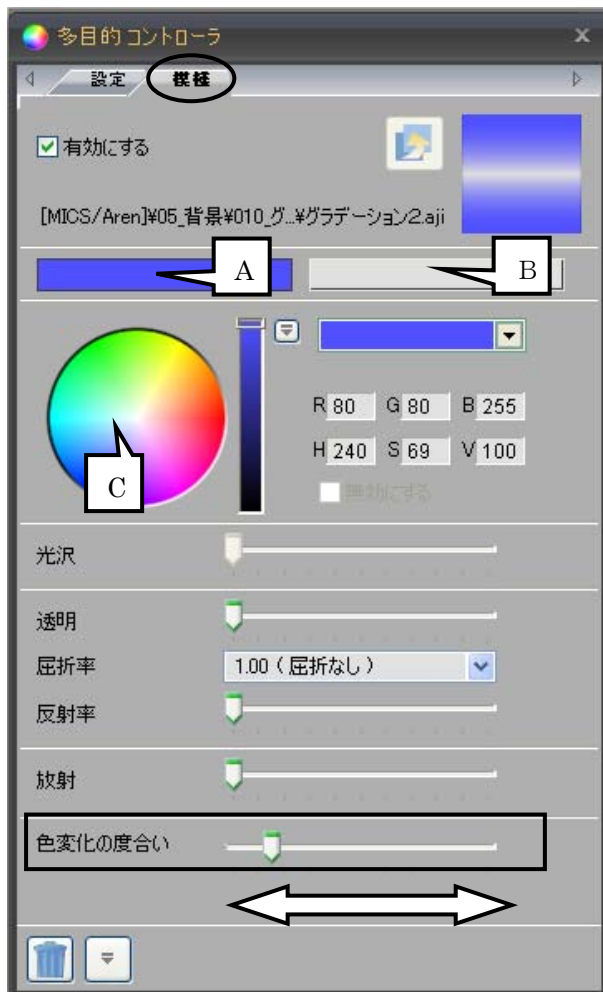 多目的コントローラ
設定 模様
有効にする
[MICS/Aren]¥05_背景¥010_グ...¥グラデーション2.aji
A B
R 80 G 80 B 255
H 240 S 69 V 100
C
無効にする
光沢
透明
屈折率 1.00 ( 屈折なし )
反射率
放射
色変化の度合い